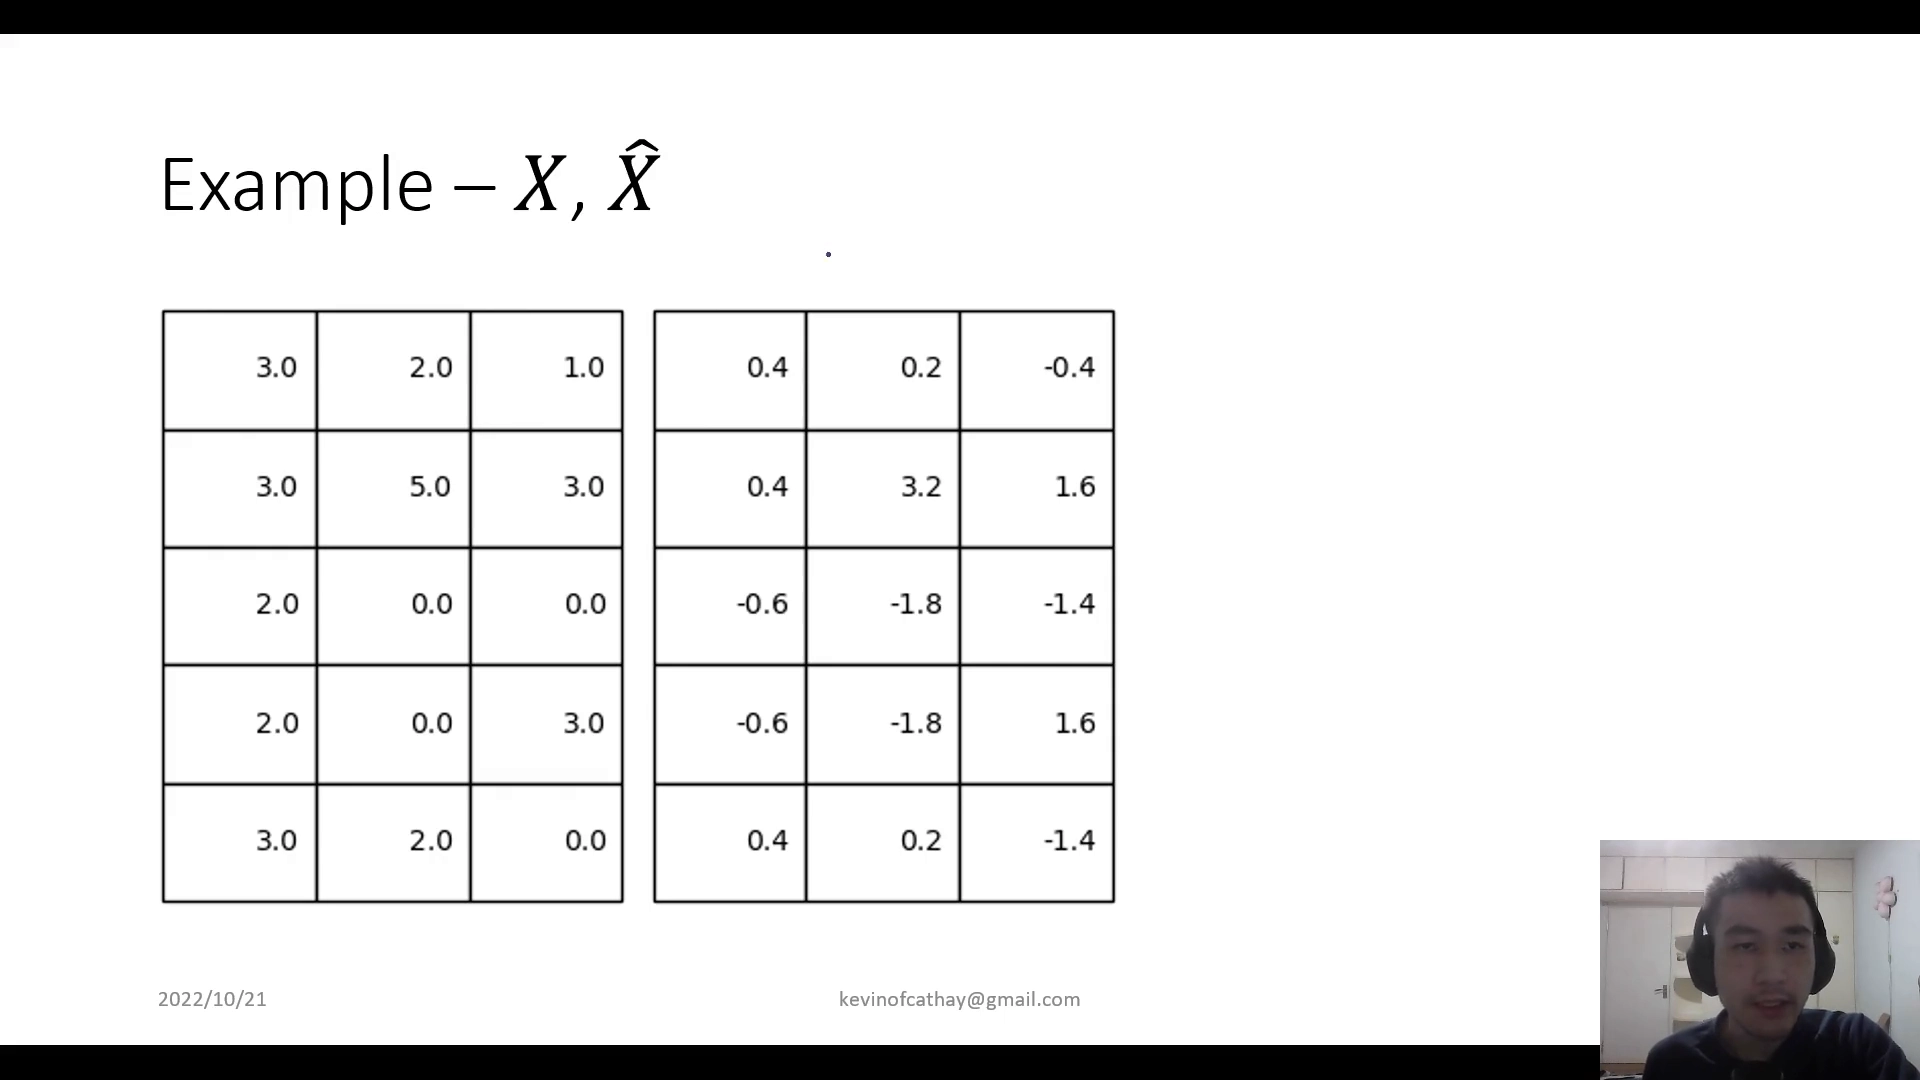 Example – X, X̂
3.0 2.0 1.0 0.4 0.2 -0.4
3.0 5.0 3.0 0.4 3.2 1.6
2.0 0.0 0.0 -0.6 -1.8 -1.4
2.0 0.0 3.0 -0.6 -1.8 1.6
3.0 2.0 0.0 0.4 0.2 -1.4
2022/10/21 kevinofcathay@gmail.com